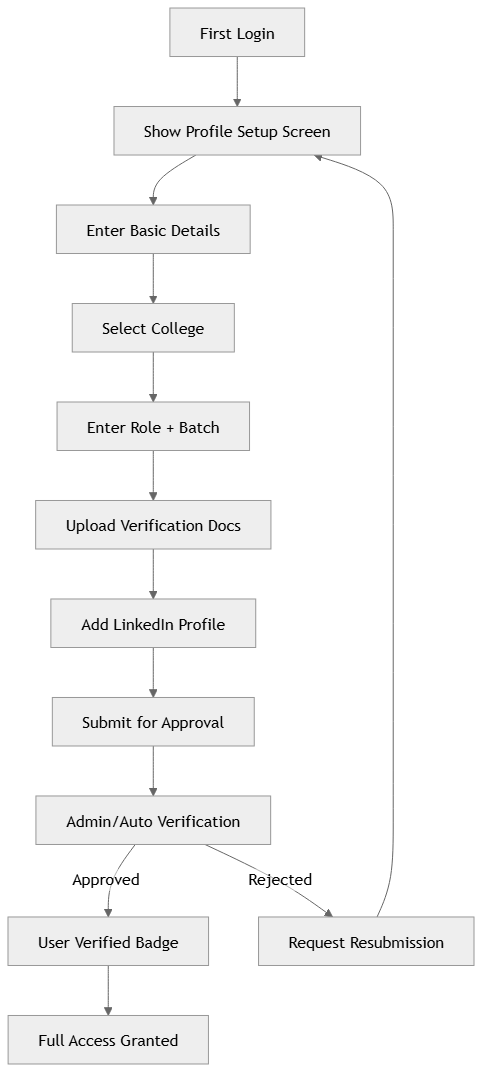 First Login
Show Profile Setup Screen
Enter Basic Details
Select College
Enter Role + Batch
Upload Verification Docs
Add LinkedIn Profile
Submit for Approval
Admin/Auto Verification
Approved
Rejected
User Verified Badge
Request Resubmission
Full Access Granted